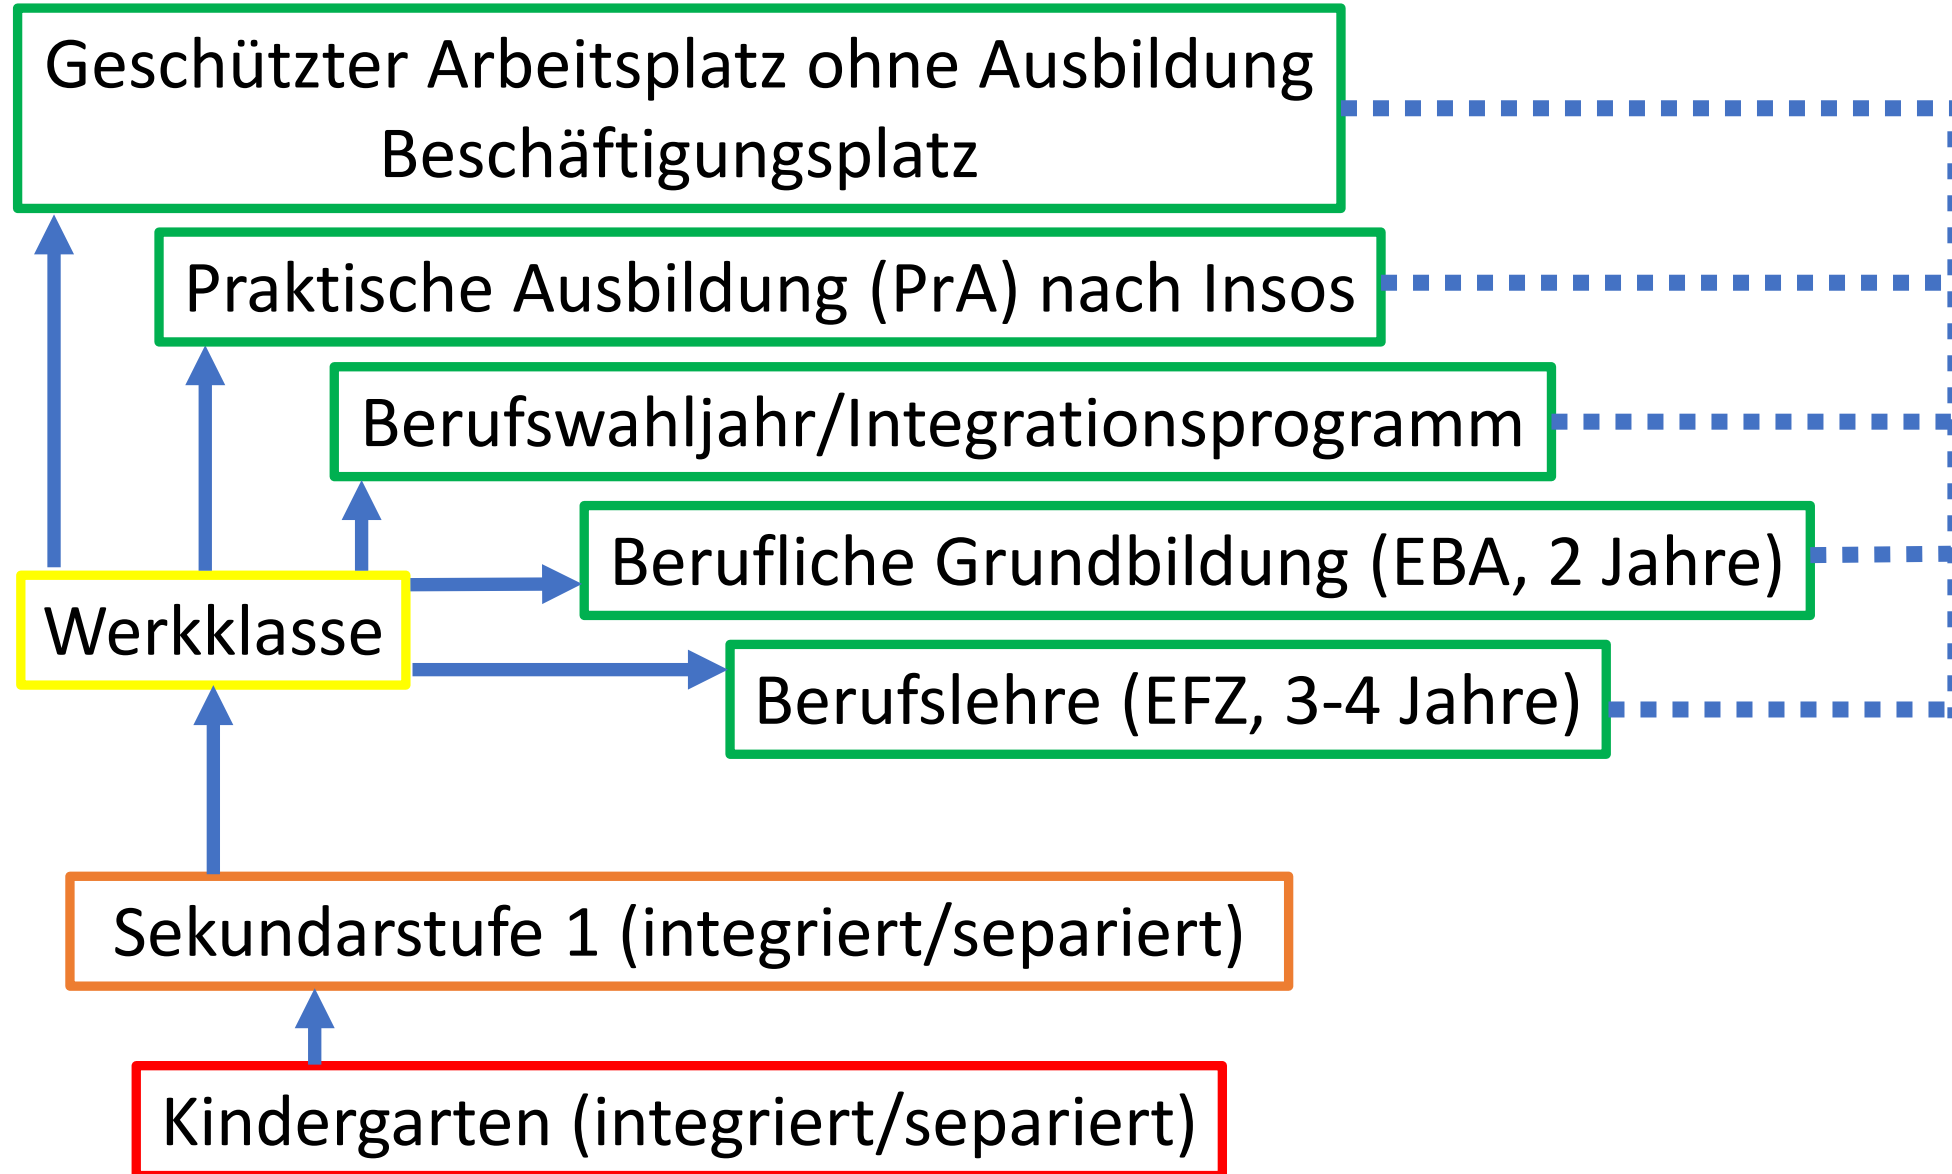 Geschützter Arbeitsplatz ohne Ausbildung
Beschäftigungsplatz
Praktische Ausbildung (PrA) nach Insos
Berufswahljahr/Integrationsprogramm
Berufliche Grundbildung (EBA, 2 Jahre)
Werkklasse
Berufslehre (EFZ, 3-4 Jahre)
Sekundarstufe 1 (integriert/separiert)
Kindergarten (integriert/separiert)